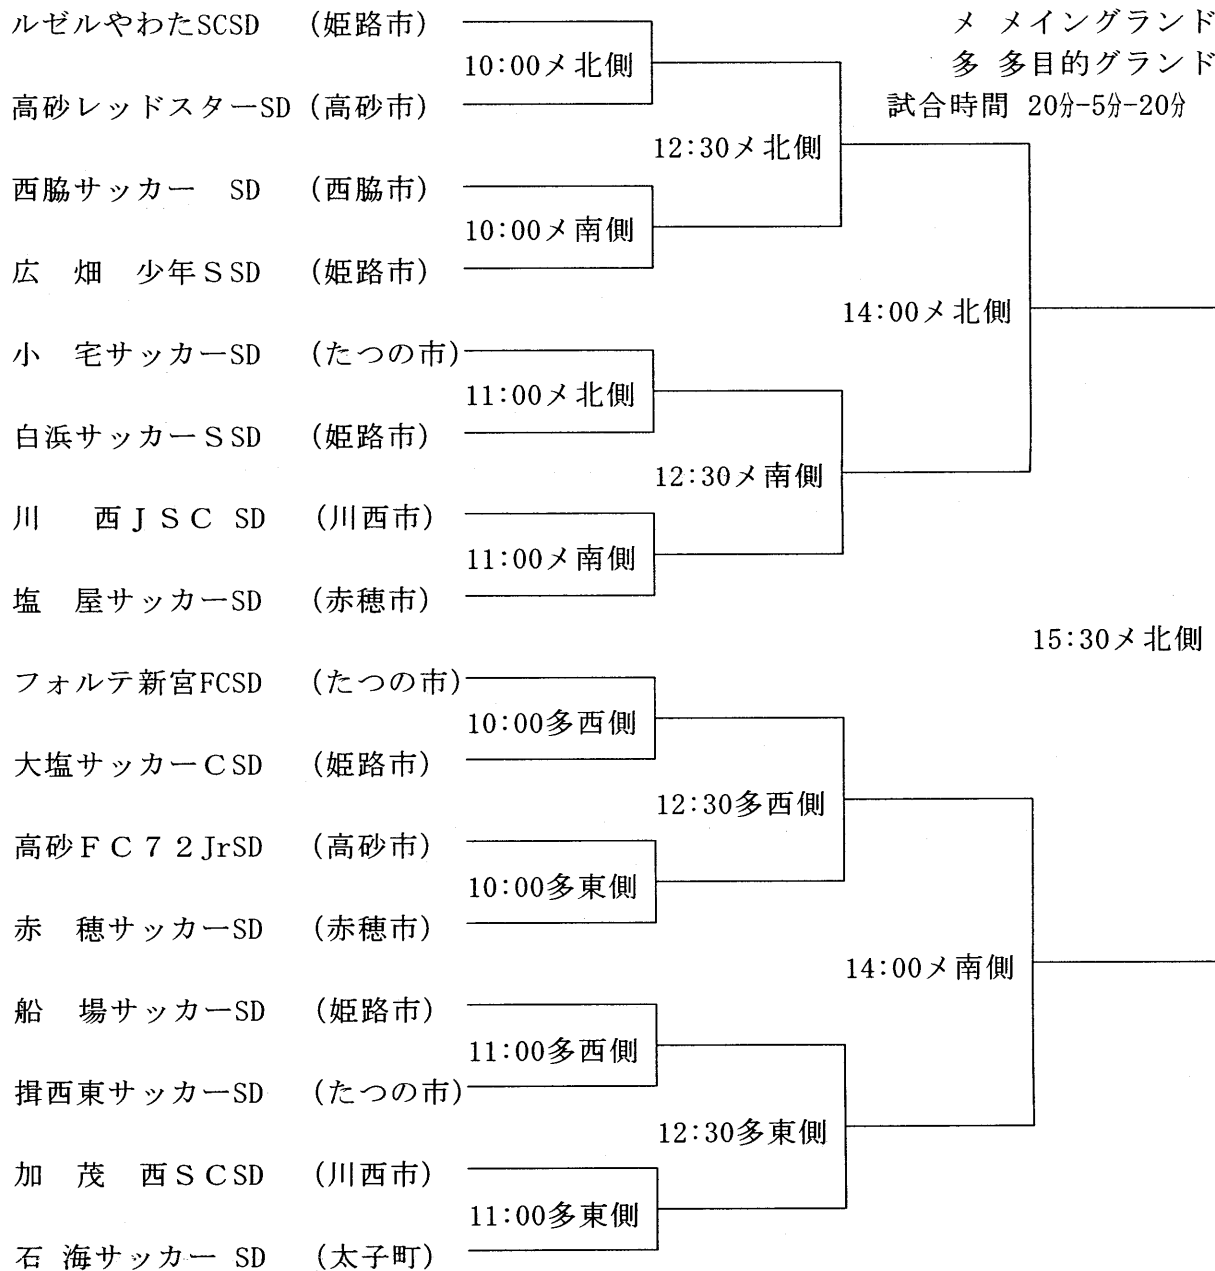 ルゼルやわたSCSD (姫路市)
メ メイングランド
10:00メ北側
多 多目的グランド
高砂レッドスターSD (高砂市)
試合時間 20分-5分-20分
12:30メ北側
西脇サッカー SD (西脇市)
10:00メ南側
広 畑 少年SSD (姫路市)
14:00メ北側
小 宅サッカーSD (たつの市)
11:00メ北側
白浜サッカーSSD (姫路市)
12:30メ南側
川 西JSC SD (川西市)
11:00メ南側
塩 屋サッカーSD (赤穂市)
15:30メ北側
フォルテ新宮FCSD (たつの市)
10:00多西側
大塩サッカーCSD (姫路市)
12:30多西側
高砂FC72JrSD (高砂市)
10:00多東側
赤 穂サッカーSD (赤穂市)
14:00メ南側
船 場サッカーSD (姫路市)
11:00多西側
揖西東サッカーSD (たつの市)
12:30多東側
加 茂 西SCSD (川西市)
11:00多東側
石 海サッカー SD (太子町)